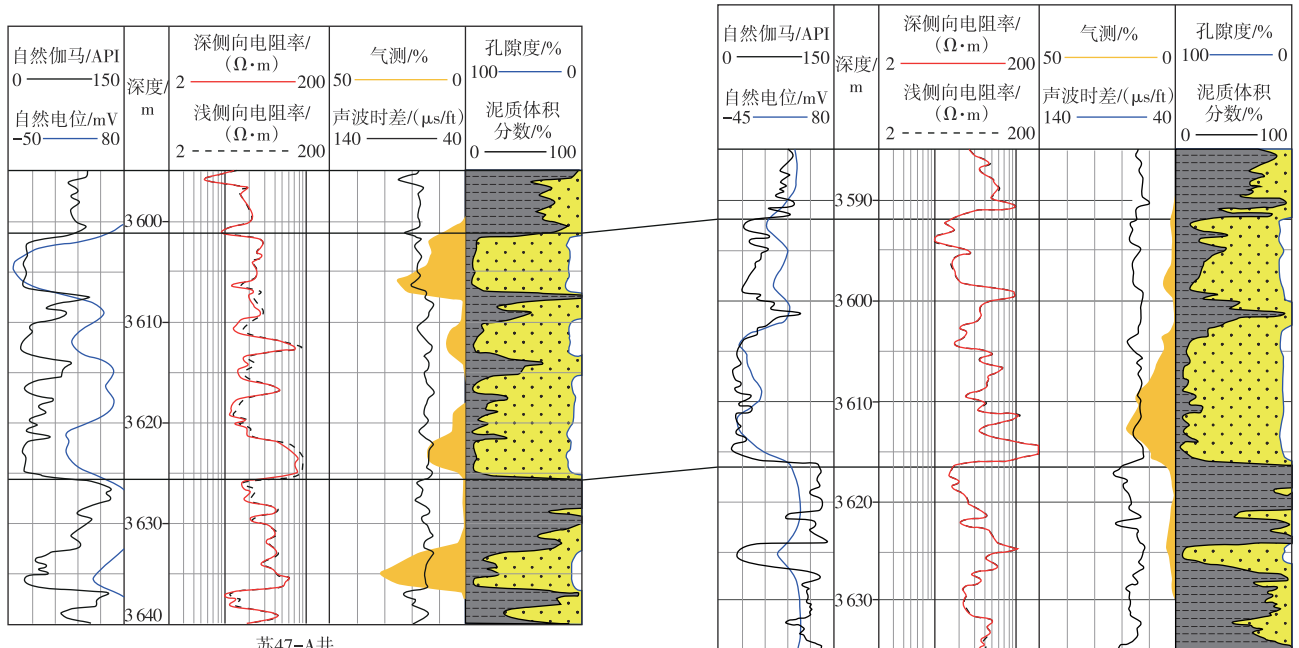 自然伽马/API
0 150
自然电位/mV
−50 80
深度/
m
深侧向电阻率/
(Ω·m)
2 200
浅侧向电阻率/
(Ω·m)
2 200
气测/%
50 0
声波时差/(μs/ft)
140 40
孔隙度/%
100 0
泥质体积
分数/%
0 100
3 600
3 610
3 620
3 630
3 640
苏47−A井
自然伽马/API
0 150
自然电位/mV
−45 80
深度/
m
深侧向电阻率/
(Ω·m)
2 200
浅侧向电阻率/
(Ω·m)
2 200
气测/%
50 0
声波时差/(μs/ft)
140 40
孔隙度/%
100 0
泥质体积
分数/%
0 100
3 590
3 600
3 610
3 620
3 630